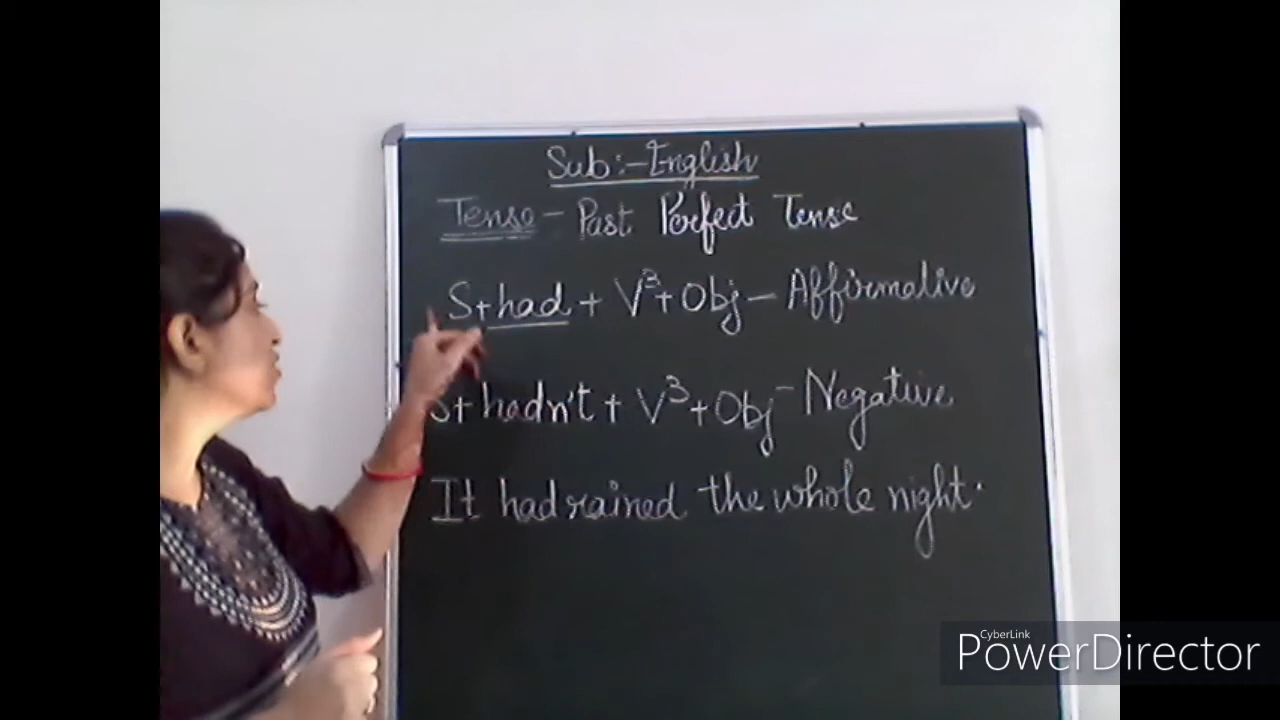 Sub:-English
Tense - Past Perfect Tense
S+had + V³+Obj - Affirmative
S+ hadn't + V³+Obj - Negative
It had rained the whole night.
CyberLink
PowerDirector